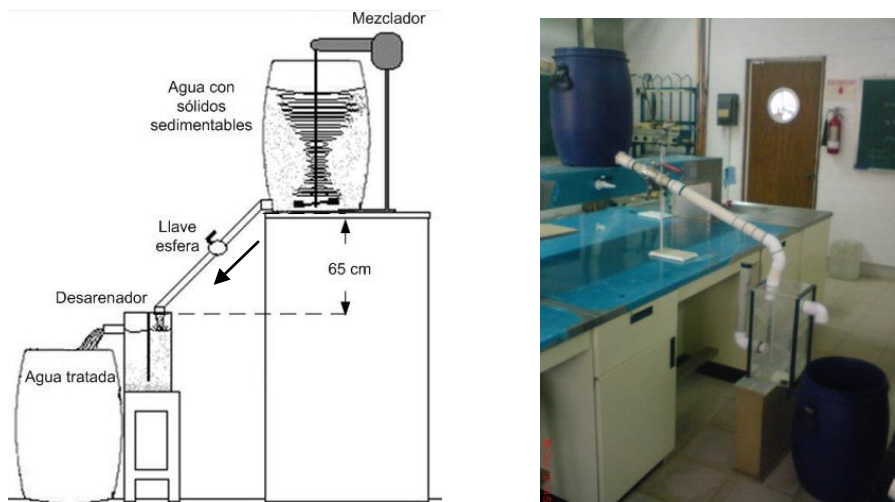 Mezclador
Agua con
sólidos
sedimentables
Llave
esfera
65 cm
Desarenador
Agua tratada